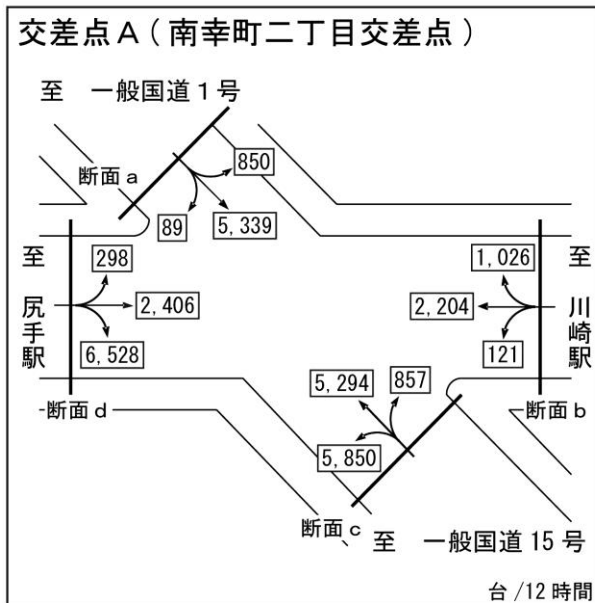 交差点A(南幸町二丁目交差点)
至 一般国道1号
断面a
850
89
5,339
至 尻手駅
298
2,406
6,528
1,026
2,204
121
至 川崎駅
5,294
857
5,850
断面d
断面b
断面c
至 一般国道15号
台/12時間